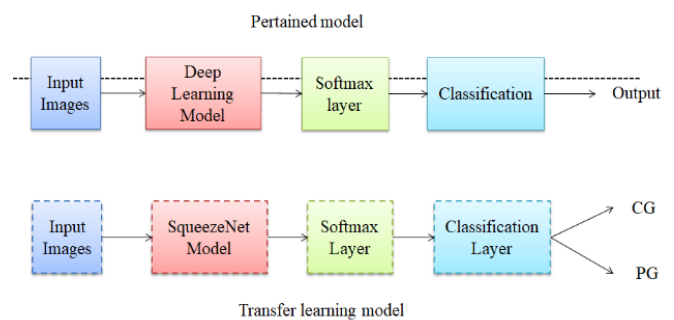 Pertained model
Input
Images
Deep
Learning
Model
Softmax
layer
Classification
Output
Input
Images
SqueezeNet
Model
Softmax
Layer
Classification
Layer
CG
PG
Transfer learning model